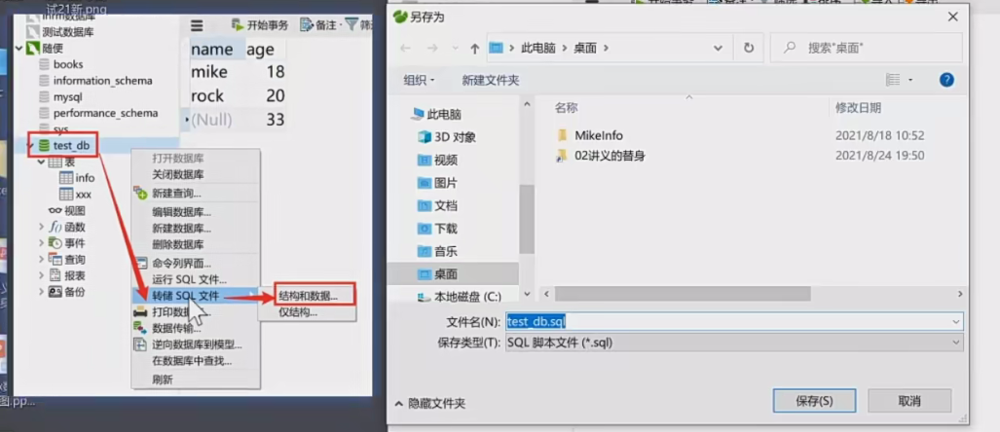 试21新.png
hrm数据库
测试数据库
随便
books
information_schema
mysql
performance_schema
sys
test_db
表
info
xxx
视图
函数
事件
查询
报表
备份
开始事务 备注 筛
name age
mike 18
rock 20
(Null) 33
打开数据库
关闭数据库
新建查询...
编辑数据库...
新建数据库...
删除数据库
命令列界面...
运行 SQL 文件...
转储 SQL 文件
结构和数据...
仅结构...
打印数据
数据传输...
逆向数据库到模型...
在数据库中查找...
刷新
图.pp...
另存为
此电脑 桌面
搜索"桌面"
组织 新建文件夹
此电脑
3D 对象
视频
图片
文档
下载
音乐
桌面
本地磁盘 (C:)
名称 修改日期
MikeInfo 2021/8/18 10:52
02讲义的替身 2021/8/24 19:50
文件名(N): test_db.sql
保存类型(T): SQL 脚本文件 (*.sql)
隐藏文件夹
保存(S) 取消